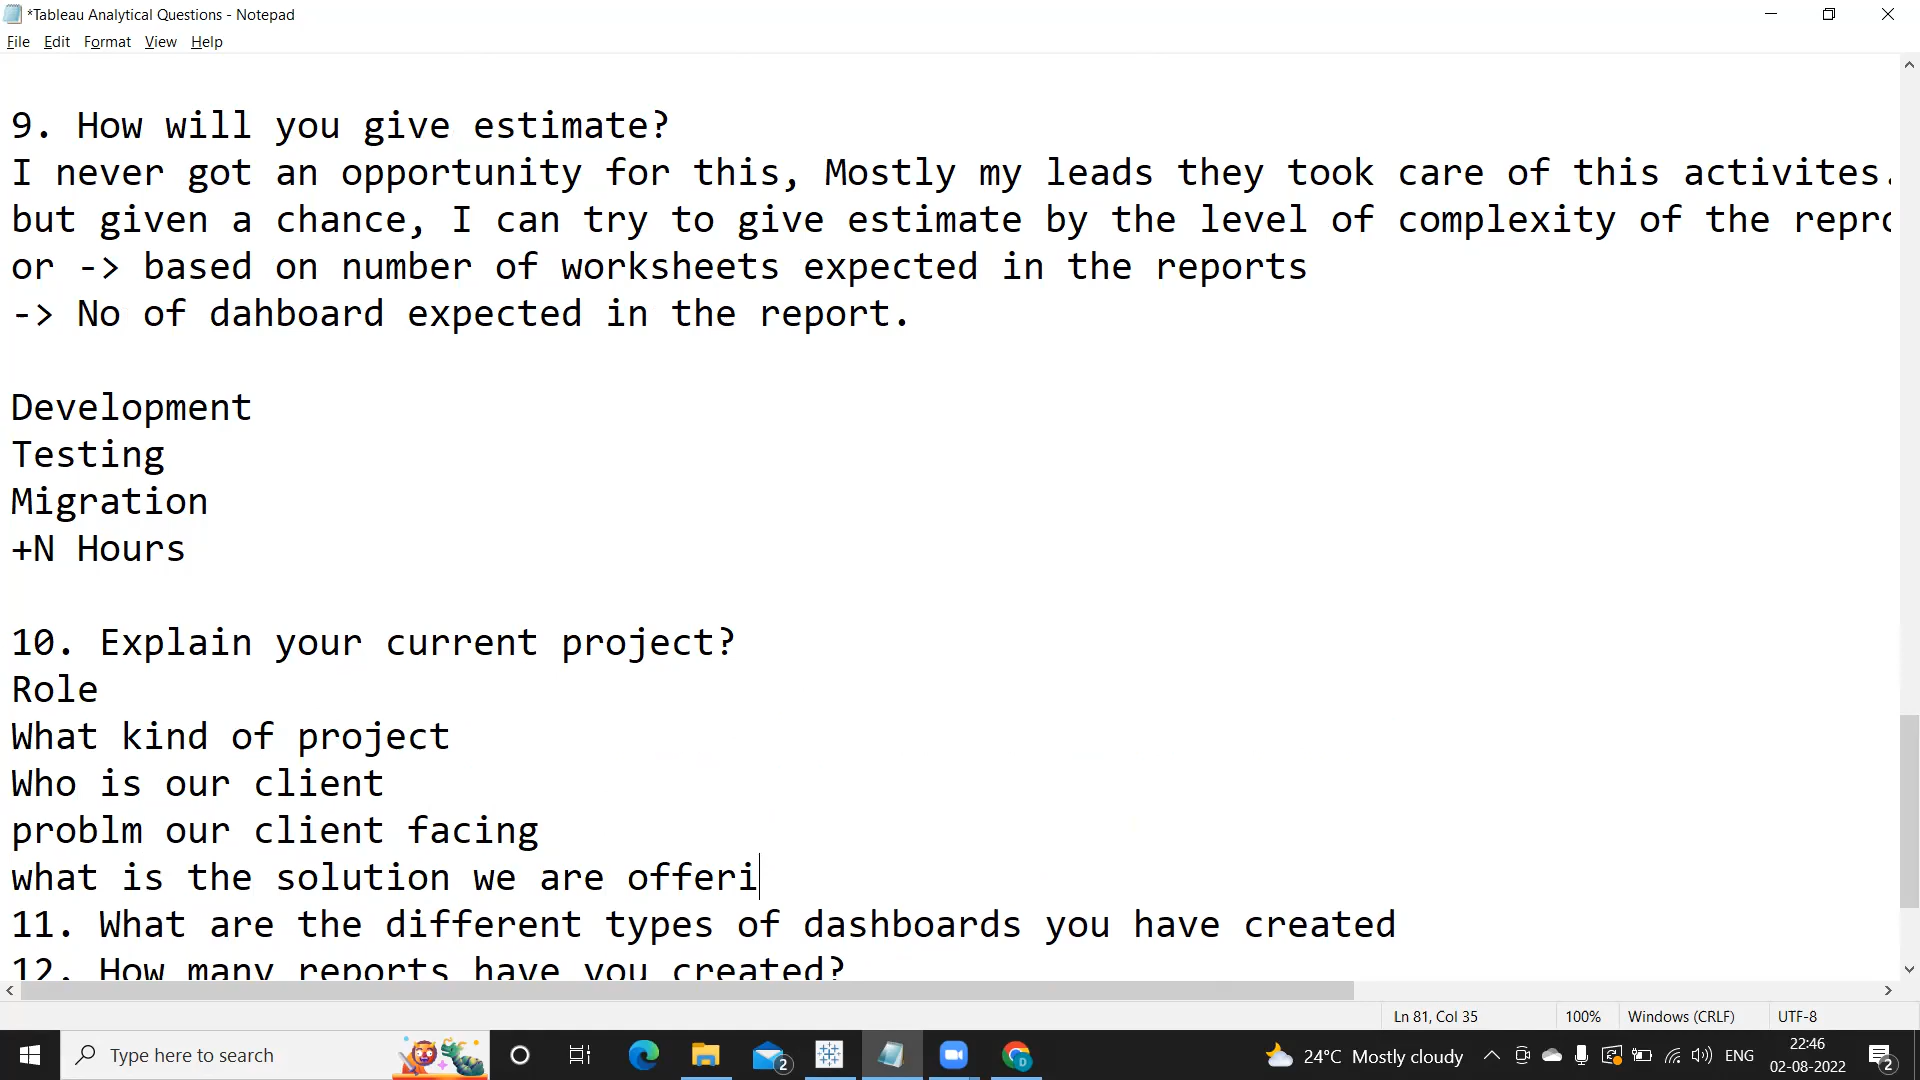 *Tableau Analytical Questions - Notepad
File Edit Format View Help
9. How will you give estimate?
I never got an opportunity for this, Mostly my leads they took care of this activites.
but given a chance, I can try to give estimate by the level of complexity of the
or -> based on number of worksheets expected in the reports
-> No of dahboard expected in the report.
Development
Testing
Migration
+N Hours
10. Explain your current project?
Role
What kind of project
Who is our client
problm our client facing
what is the solution we are offeri
11. What are the different types of dashboards you have created
12. How many reports have you created?
Ln 81, Col 35 100% Windows (CRLF) UTF-8
Type here to search
2
24°C Mostly cloudy
ENG
22:46
02-08-2022
2